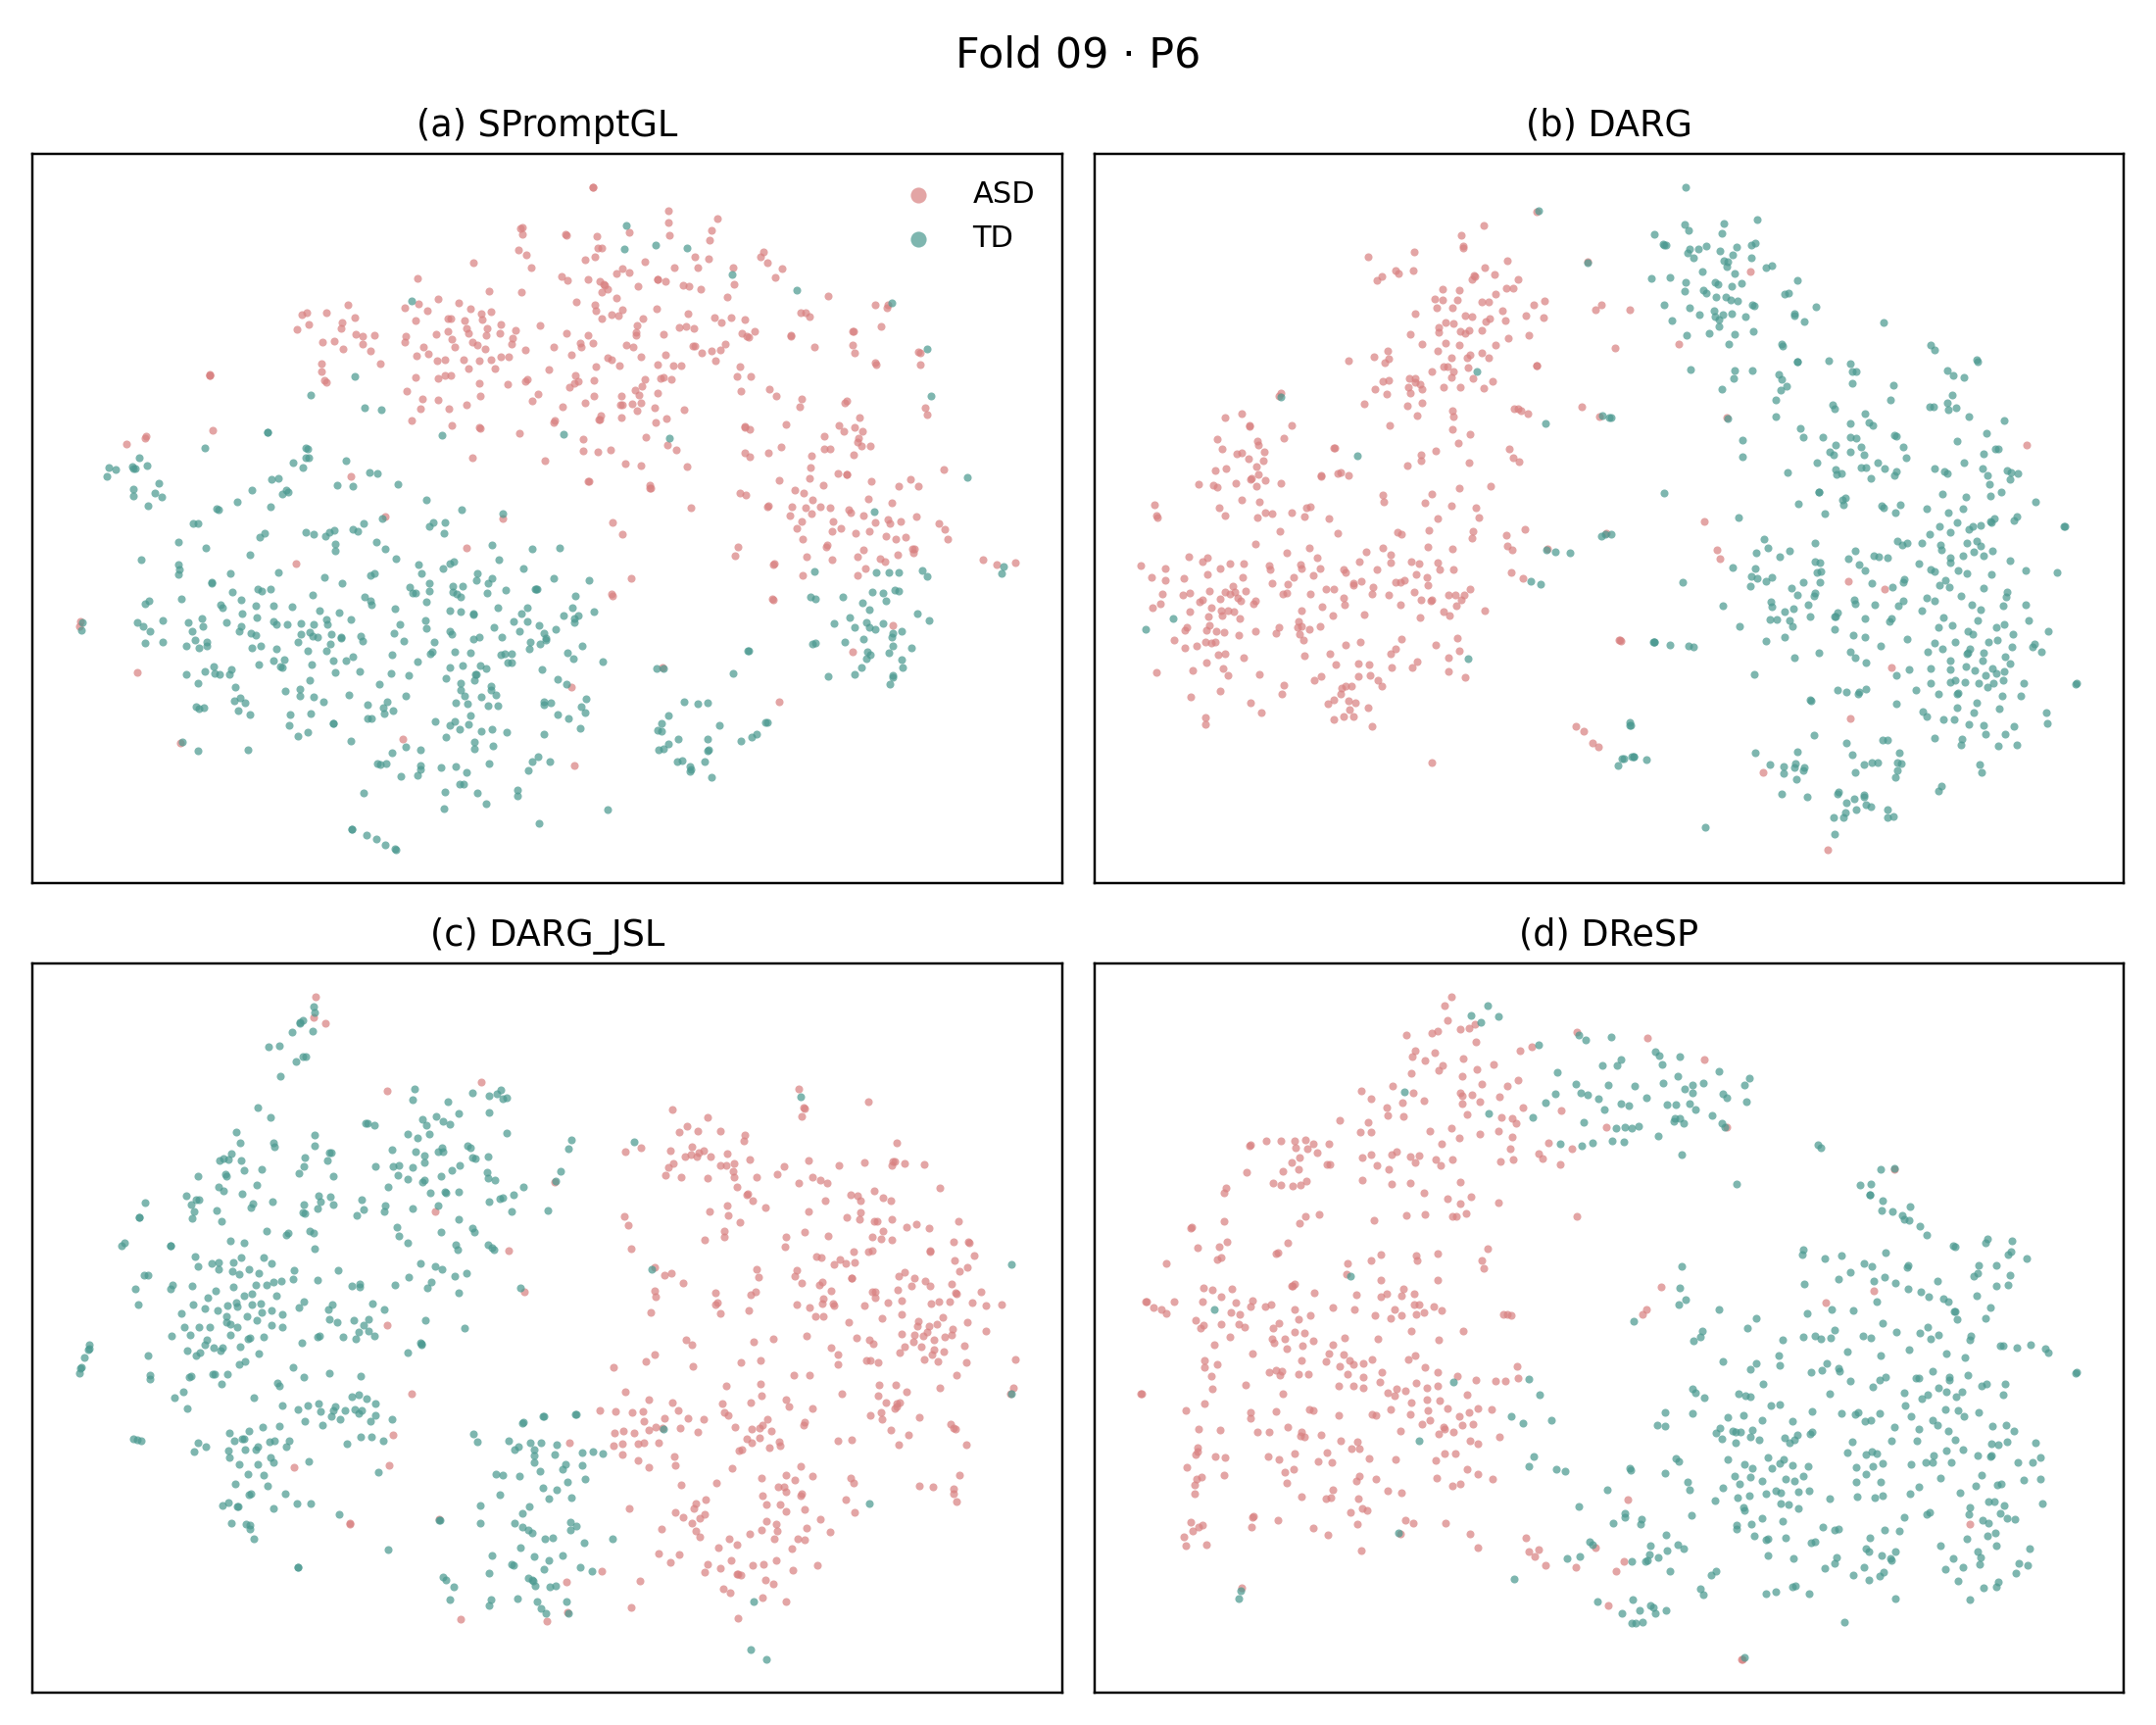 Fold 09 · P6
(a) SPromptGL
(b) DARG
ASD
TD
(c) DARG_JSL
(d) DReSP